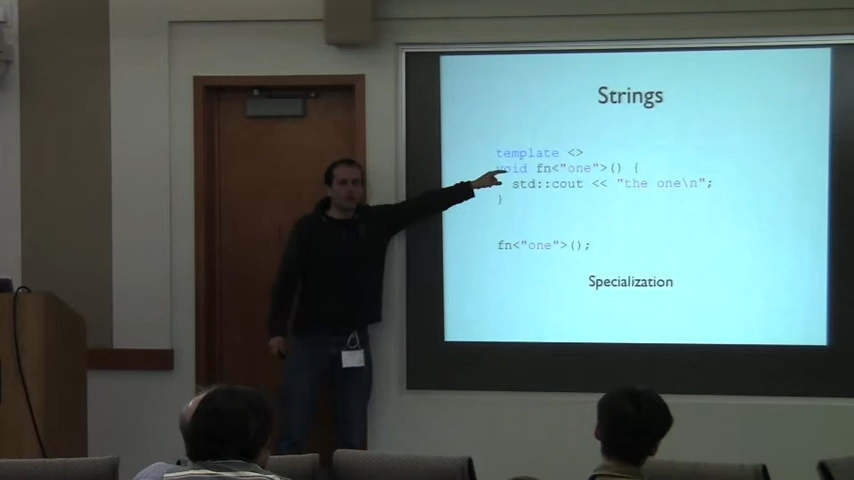 Strings
template <>
void fn<"one">() {
std::cout << "the one\n";
}
fn<"one">();
Specialization